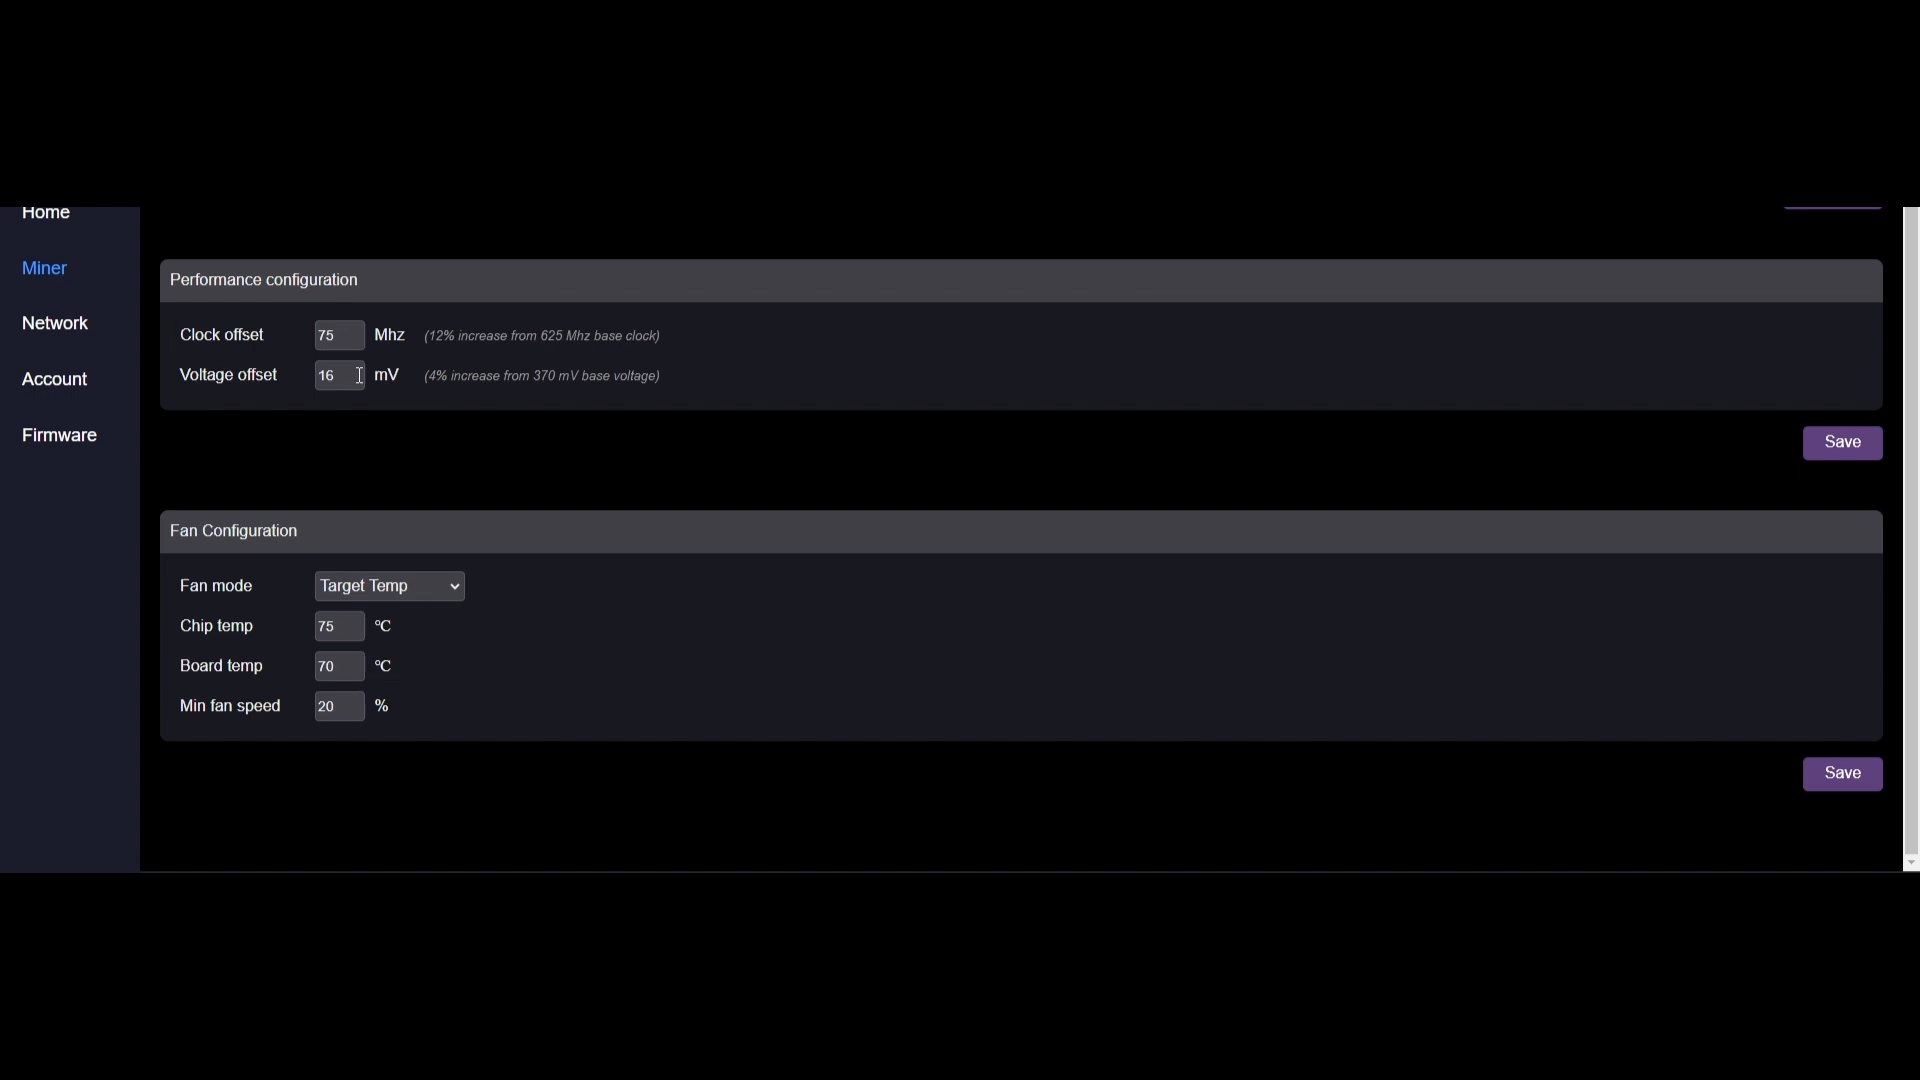 Home
Miner
Network
Account
Firmware
Performance configuration
Clock offset 75 Mhz (12% increase from 625 Mhz base clock)
Voltage offset 16 mV (4% increase from 370 mV base voltage)
Save
Fan Configuration
Fan mode Target Temp
Chip temp 75 °C
Board temp 70 °C
Min fan speed 20 %
Save